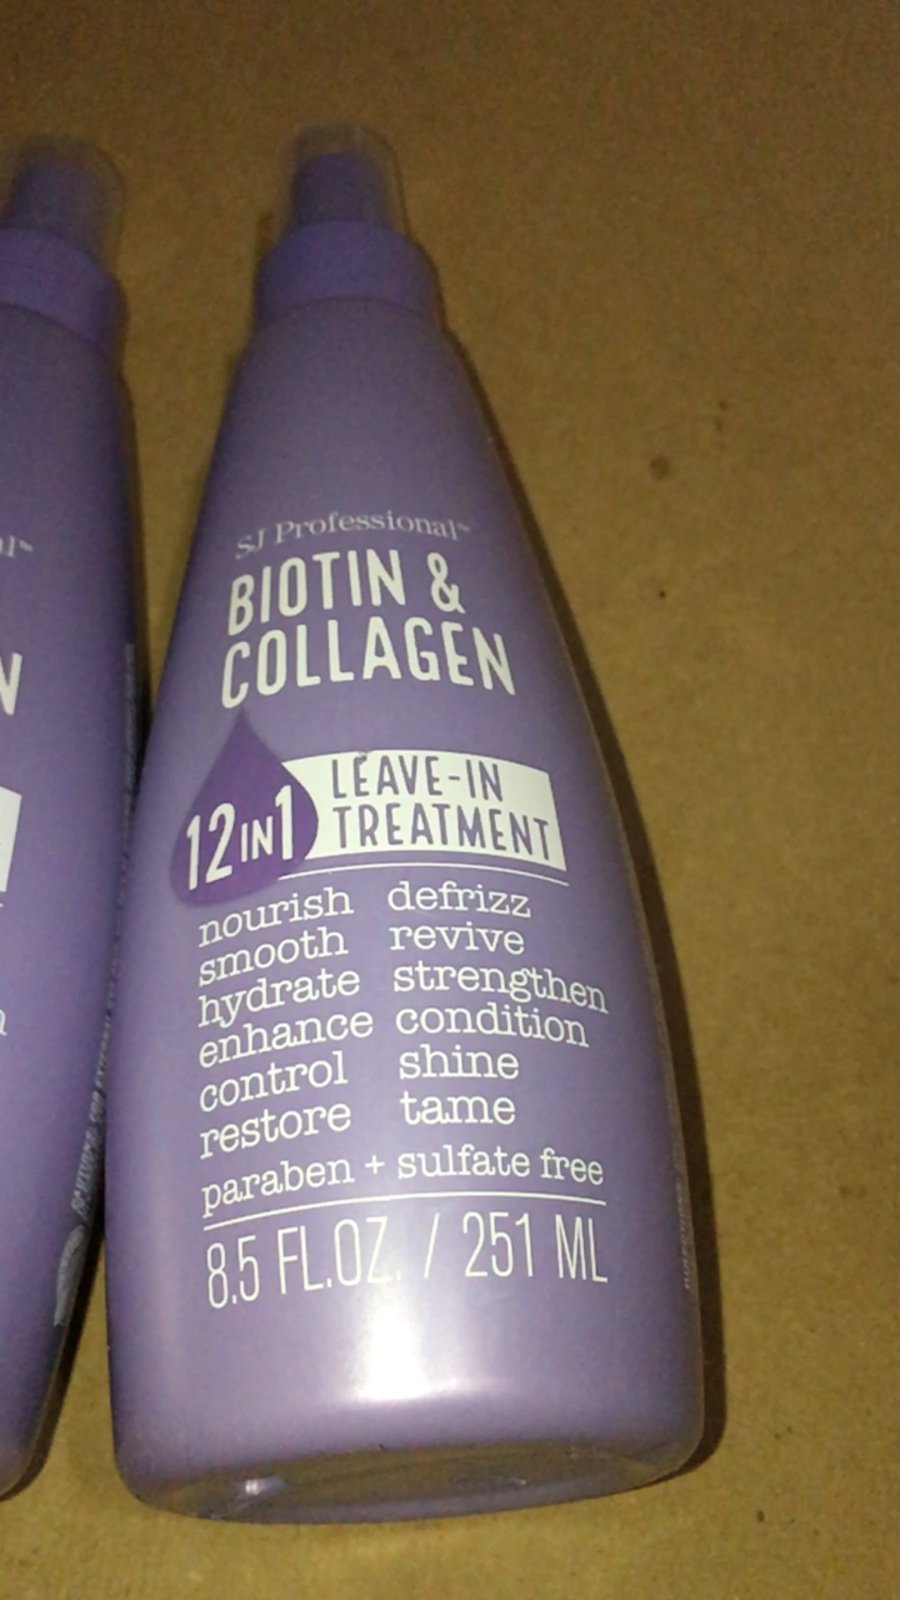 SJ Professional™
BIOTIN &
COLLAGEN
12 IN 1
LEAVE-IN
TREATMENT
nourish defrizz
smooth revive
hydrate strengthen
enhance condition
control shine
restore tame
paraben + sulfate free
8.5 FL.OZ. / 251 ML